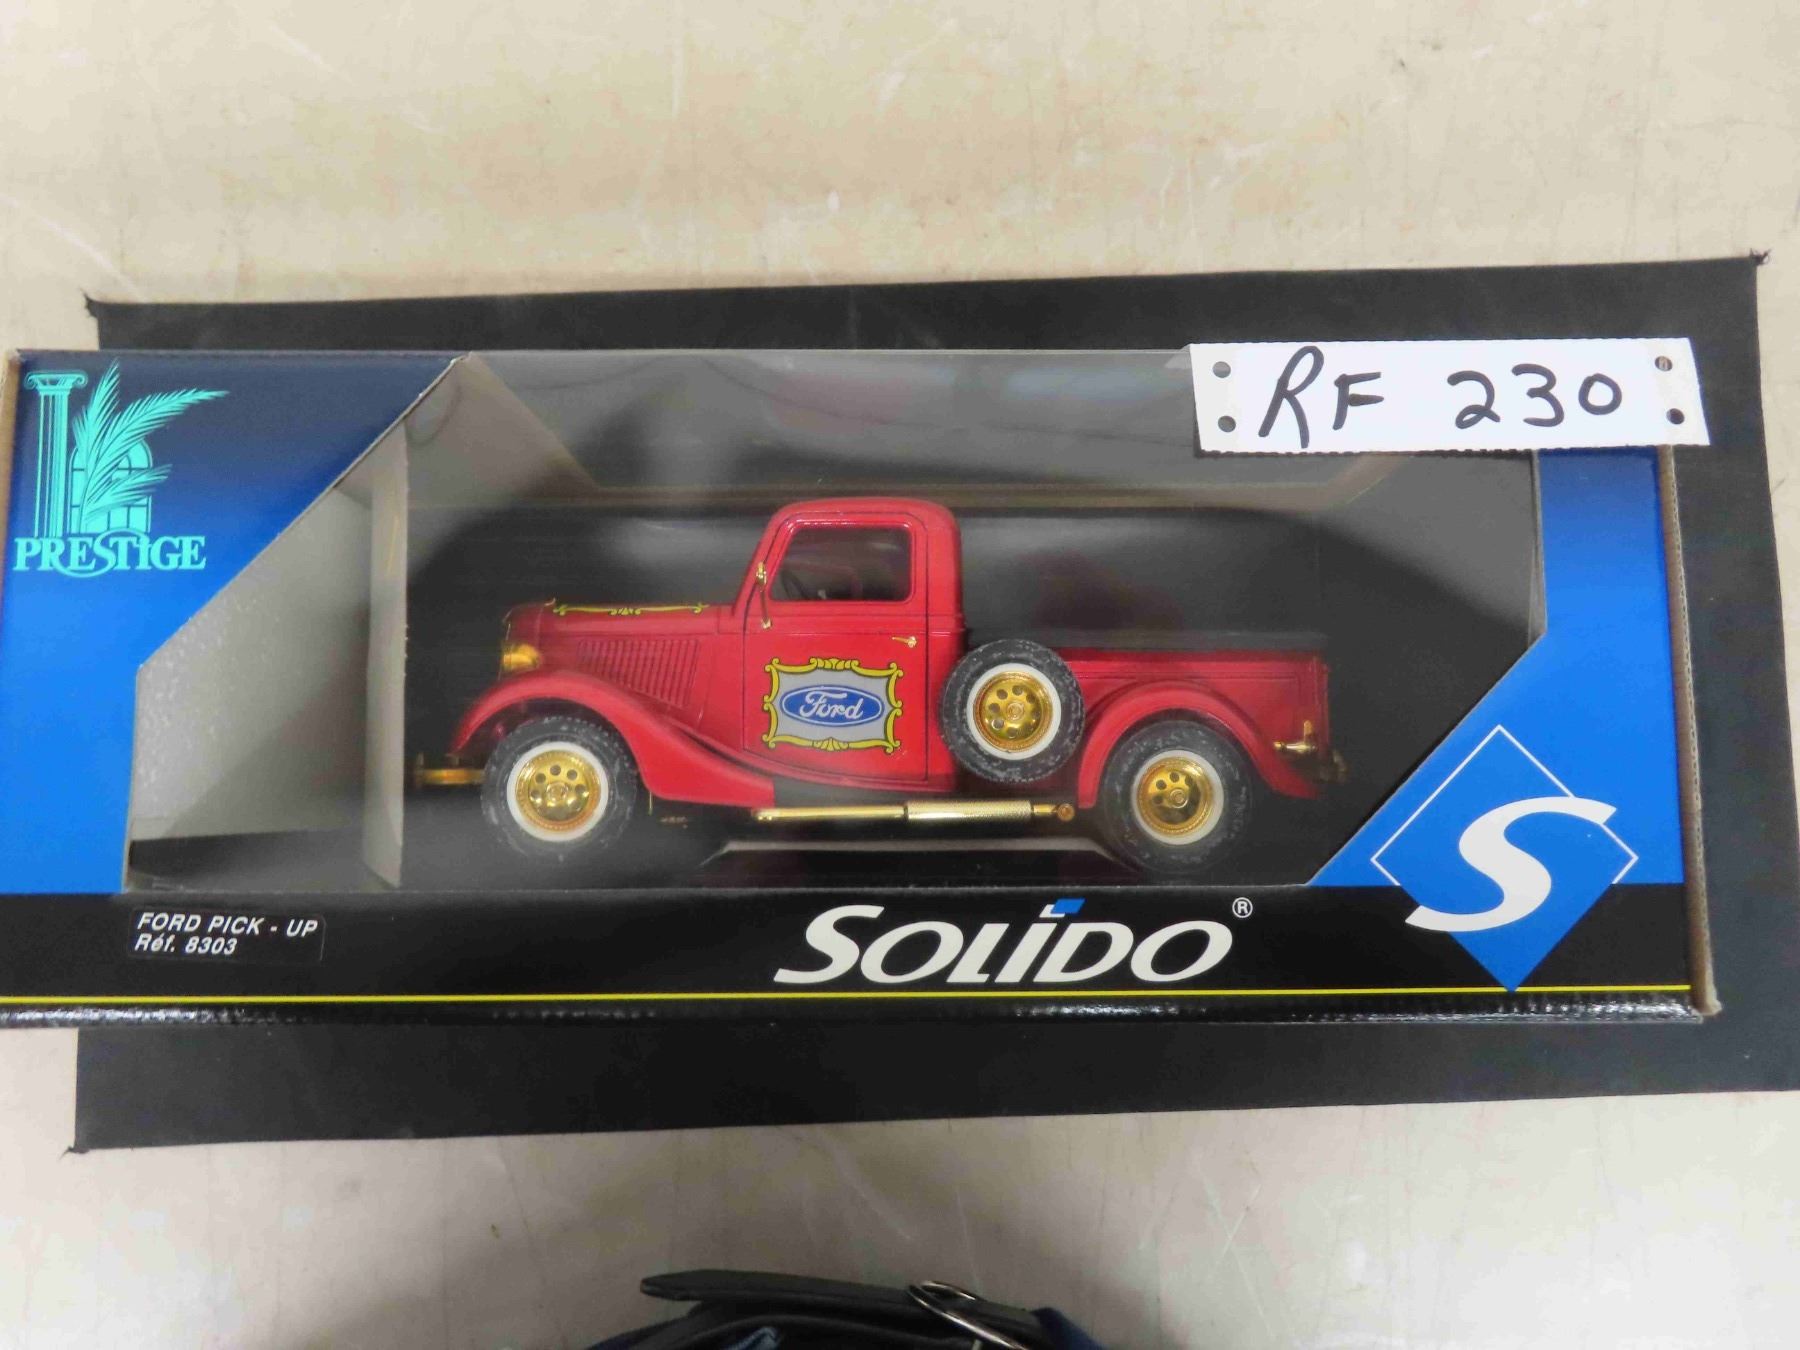 RF 230
PRESTIGE
Ford
S
FORD PICK - UP
Réf. 8303
SOLIDO®